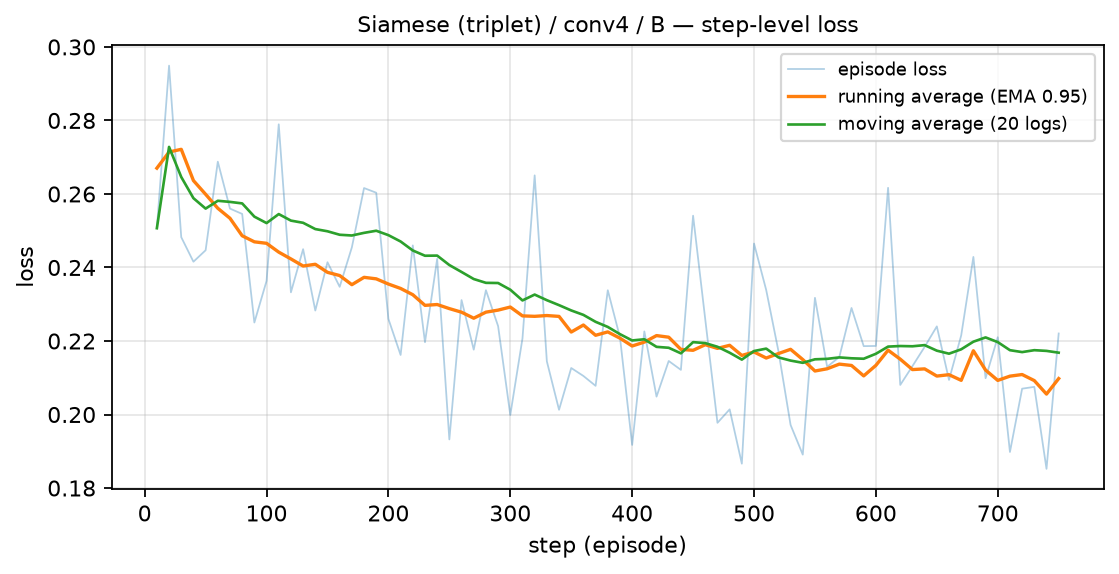 Siamese (triplet) / conv4 / B — step-level loss
episode loss
running average (EMA 0.95)
moving average (20 logs)
loss
0.30
0.28
0.26
0.24
0.22
0.20
0.18
0 100 200 300 400 500 600 700
step (episode)